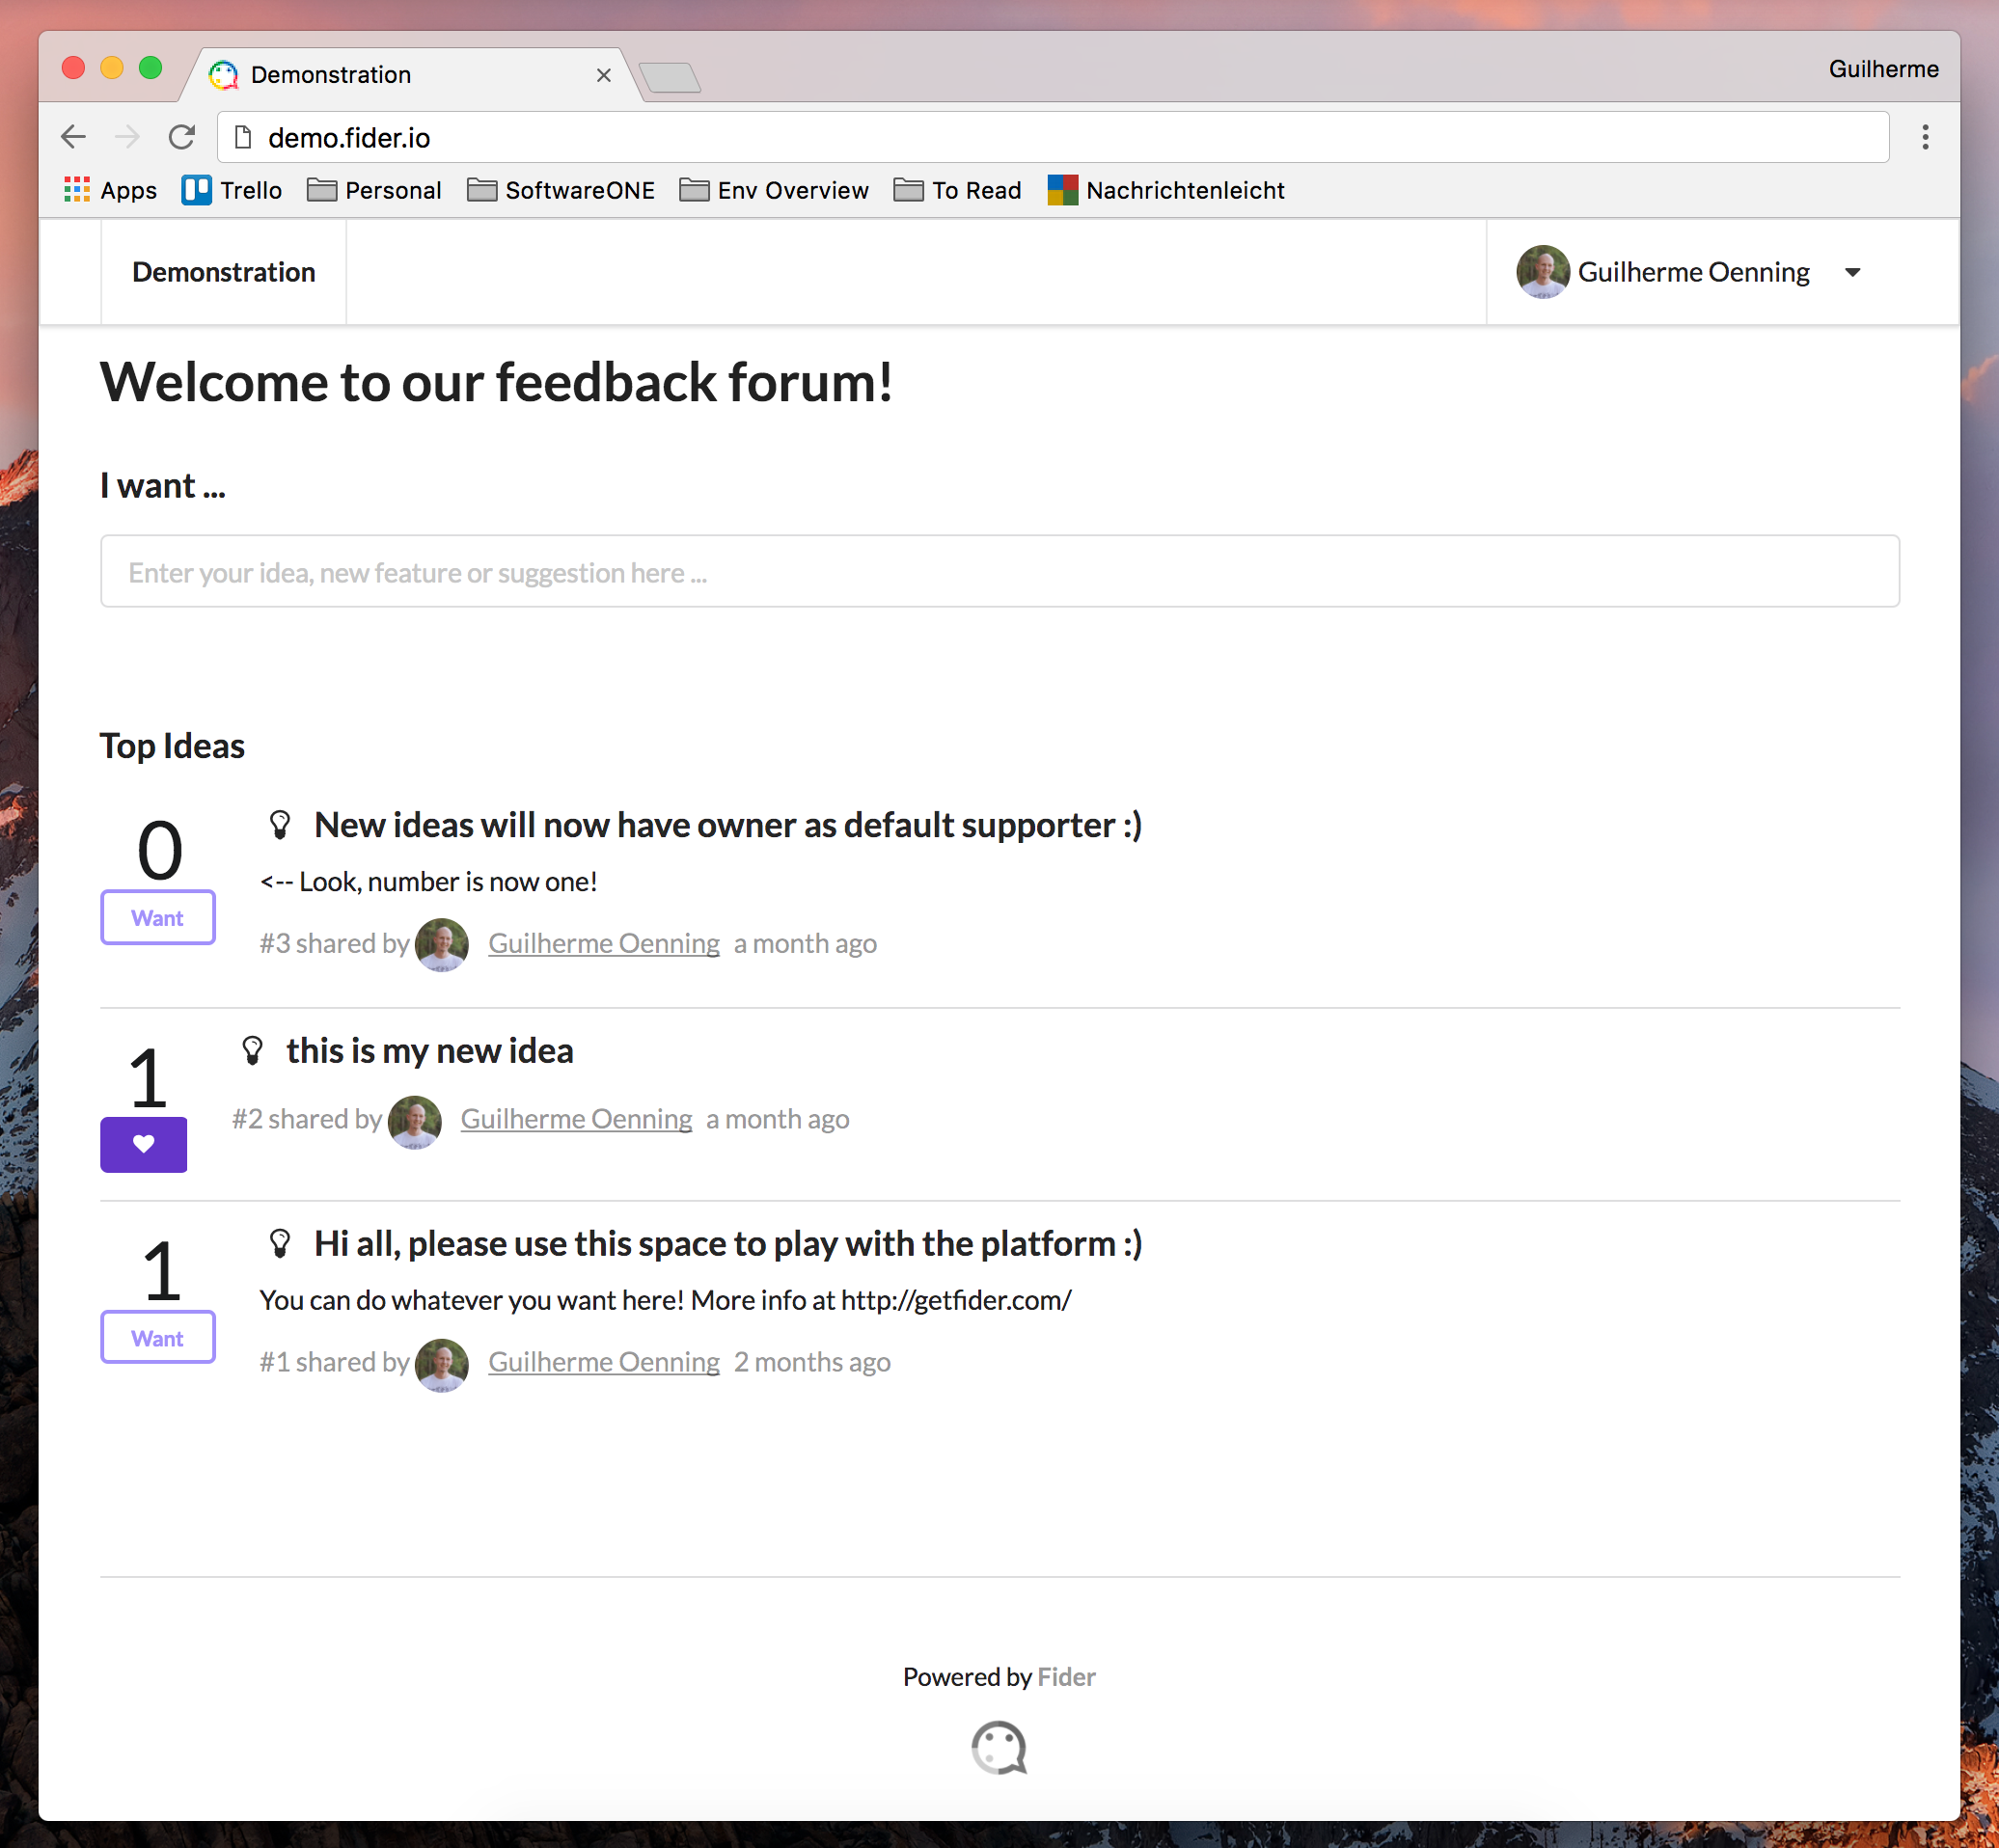 Demonstration
Guilherme
demo.fider.io
Apps Trello Personal SoftwareONE Env Overview To Read Nachrichtenleicht
Demonstration
Guilherme Oenning
Welcome to our feedback forum!
I want ...
Enter your idea, new feature or suggestion here ...
Top Ideas
0
New ideas will now have owner as default supporter :)
<-- Look, number is now one!
Want
#3 shared by Guilherme Oenning a month ago
1
this is my new idea
#2 shared by Guilherme Oenning a month ago
1
Hi all, please use this space to play with the platform :)
You can do whatever you want here! More info at http://getfider.com/
Want
#1 shared by Guilherme Oenning 2 months ago
Powered by Fider